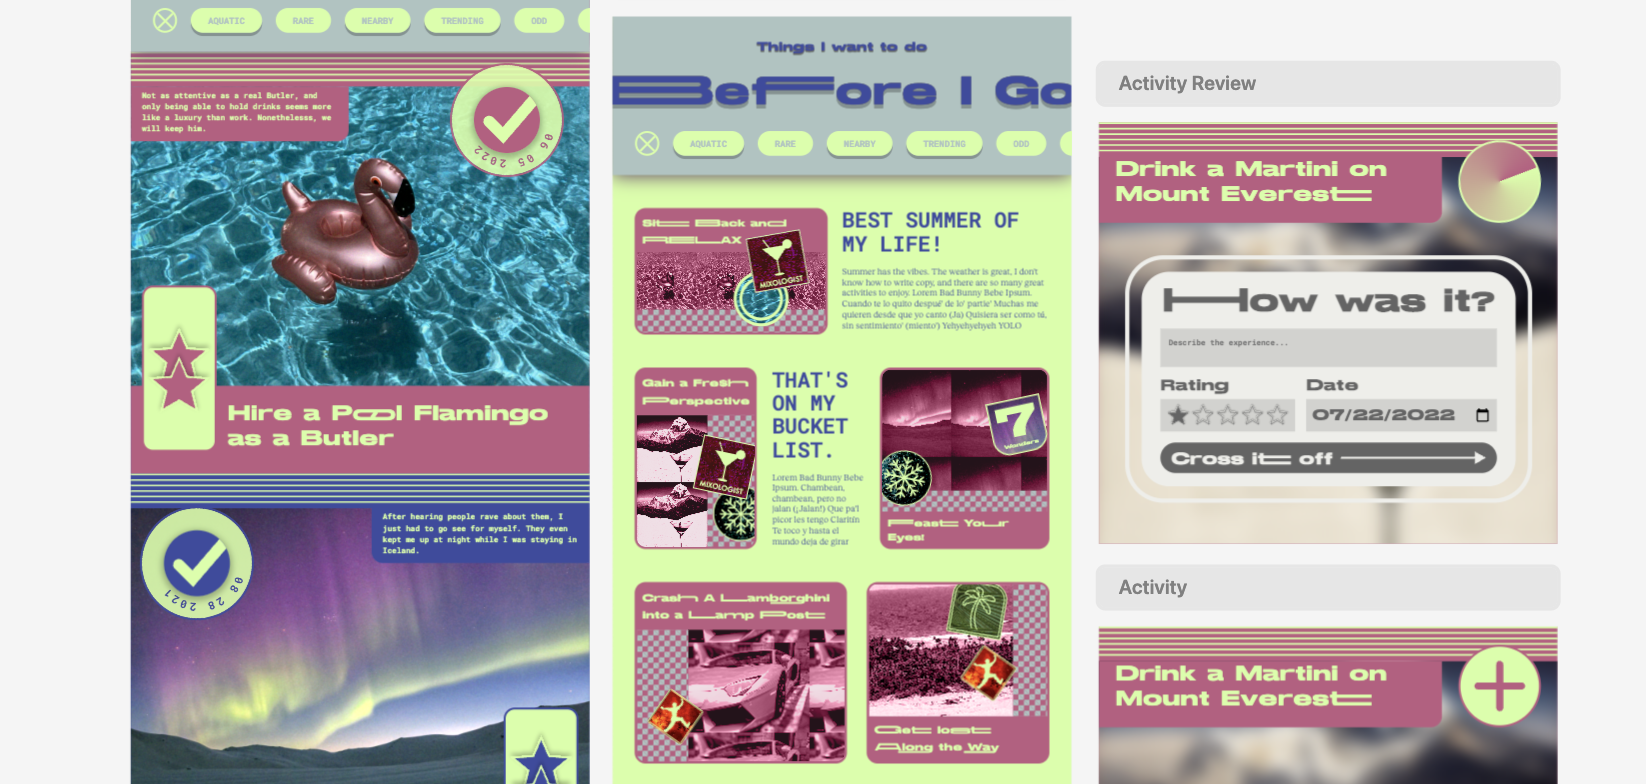 AQUATIC
RARE
NEARBY
TRENDING
ODD
Not as attentive as a real Butler, and
only being able to hold drinks seems more
like a luxury than work. Nonethelesss, we
will keep him.
06 05 2022
Hire a Pool Flamingo
as a Butler
After hearing people rave about them, I
just had to go see for myself. They even
kept me up at night while I was staying in
Iceland.
08 28 2021
Things I want to do
Before I Go
AQUATIC
RARE
NEARBY
TRENDING
ODD
Sit Back and
RELAX
MIXOLOGIST
BEST SUMMER OF
MY LIFE!
Summer has the vibes. The weather is great, I don't
know how to write copy, and there are so many great
activities to enjoy. Lorem Bad Bunny Bebe Ipsum.
Cuando te lo quito despué' de lo' partie' Muchas me
quieren desde que yo canto (Ja) Quisiera ser como tú,
sin sentimiento' (miento') Yehyehyehyeh YOLO
Gain a Fresh
Perspective
MIXOLOGIST
THAT'S
ON MY
BUCKET
LIST.
Lorem Bad Bunny Bebe
Ipsum. Chambean,
chambean, pero no
jalan (¡Jalan!) Que pa'l
picor les tengo Claritín
Te toco y hasta el
mundo deja de girar
7
Wonders
Feast Your
Eyes!
Crash A Lamborghini
Into a Lamp Post
Get lost
Along the Way
Activity Review
Drink a Martini on
Mount Everest
How was it?
Describe the experience...
Rating
Date
07/22/2022
Cross it off
Activity
Drink a Martini on
Mount Everest